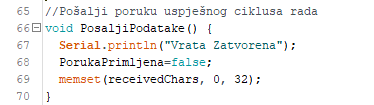 65 //Pošalji poruku uspješnog ciklusa rada
66 void PosaljiPodatake() {
67 Serial.println("Vrata Zatvorena");
68 PorukaPrimljena=false;
69 memset(receivedChars, 0, 32);
70 }